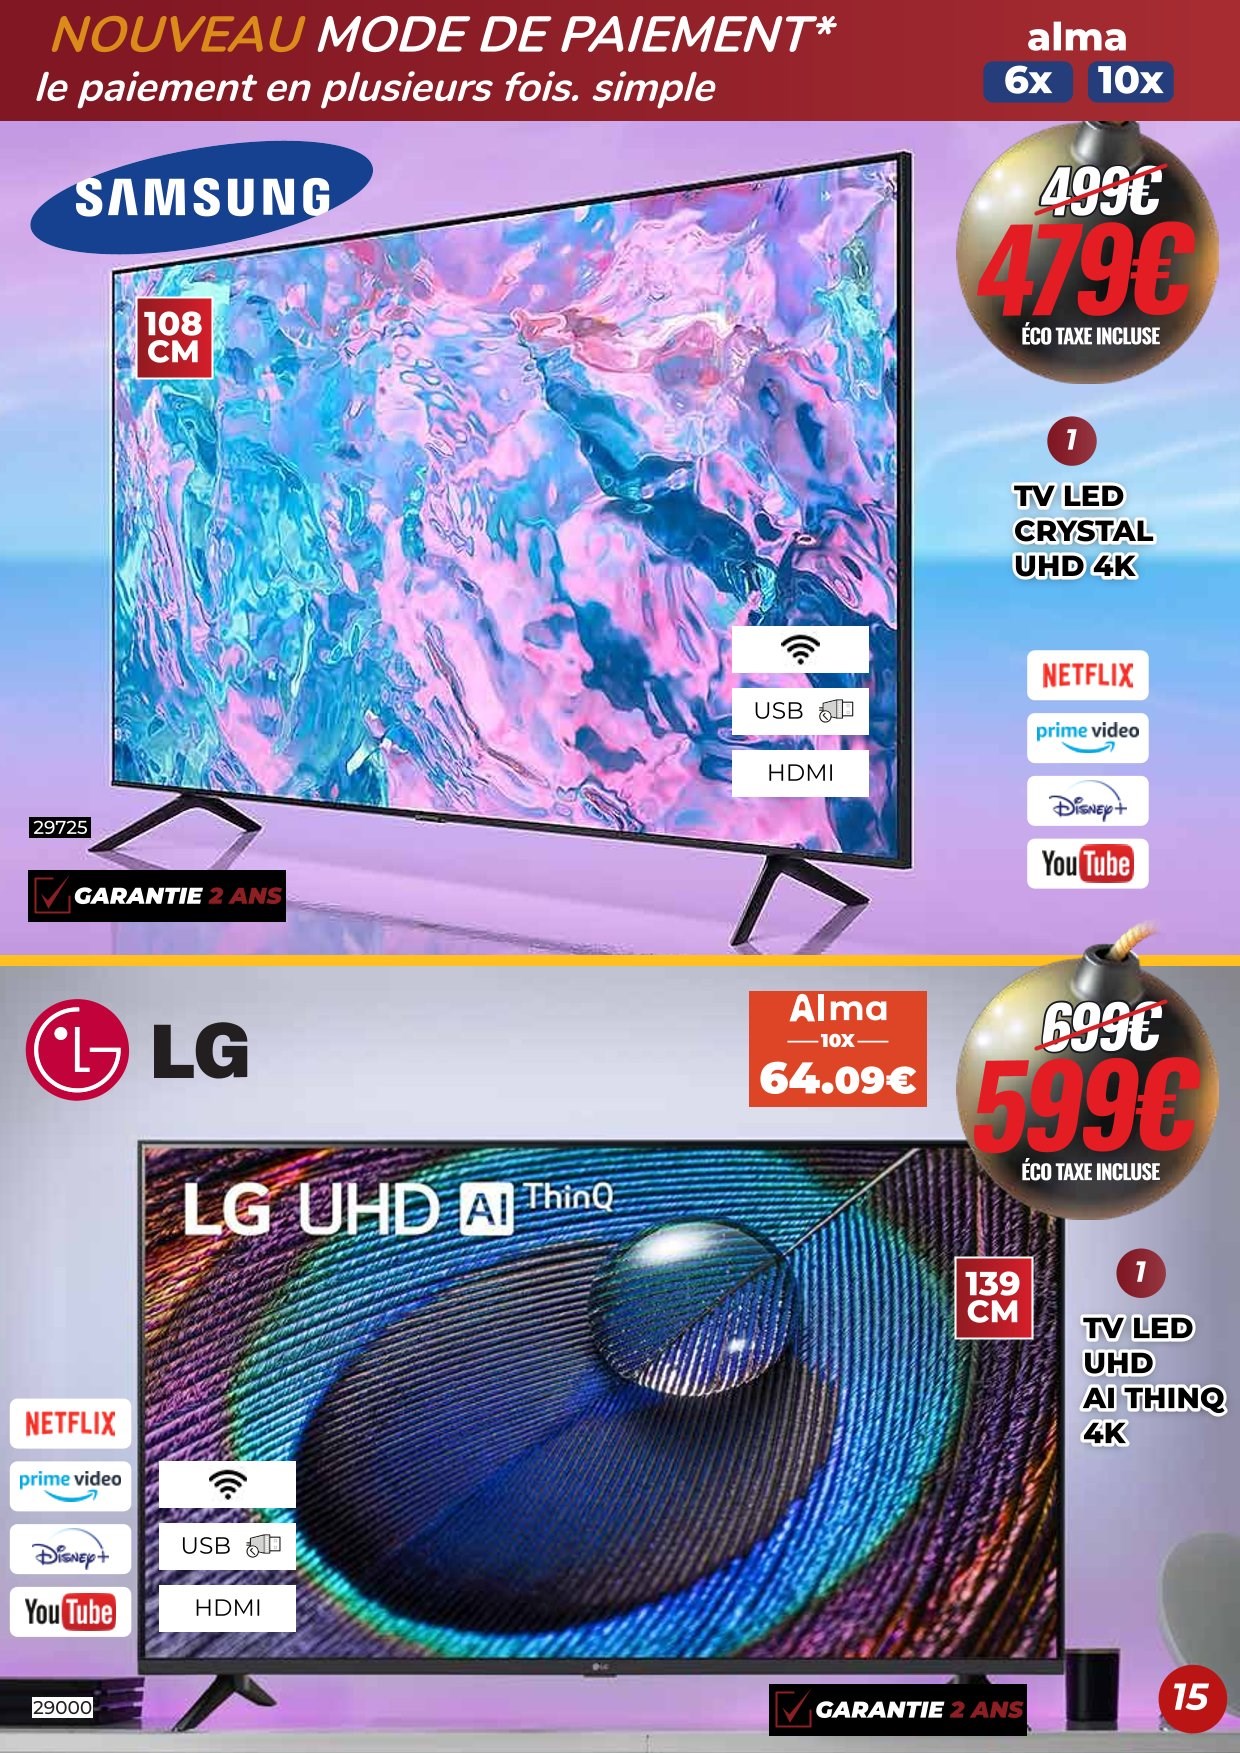 NOUVEAU MODE DE PAIEMENT*
le paiement en plusieurs fois. simple
alma
6x 10x
SAMSUNG
499€
479€
ÉCO TAXE INCLUSE
108
CM
1
TV LED
CRYSTAL
UHD 4K
USB
HDMI
NETFLIX
prime video
Disney+
YouTube
29725
GARANTIE 2 ANS
LG
LG
Alma
10X
64.09€
699€
599€
ÉCO TAXE INCLUSE
LG UHD AI ThinQ
139
CM
1
TV LED
UHD
AI THINQ
4K
NETFLIX
prime video
Disney+
YouTube
USB
HDMI
LG
29000
GARANTIE 2 ANS
15